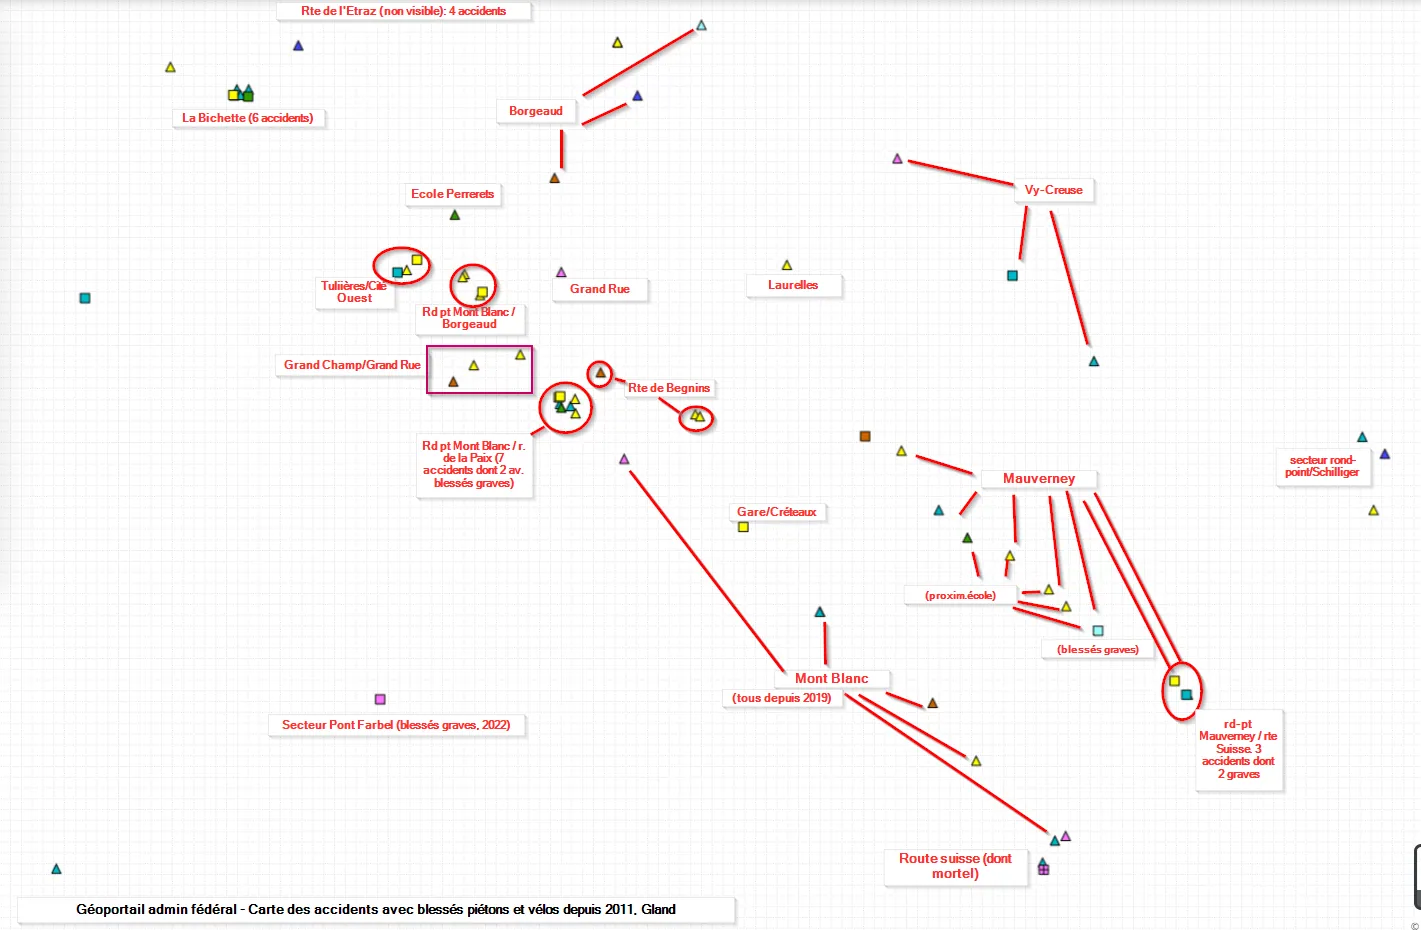 Rte de l'Etraz (non visible): 4 accidents
La Bichette (6 accidents)
Borgeaud
Ecole Perrerets
Vy-Creuse
Tuliières/Cité
Ouest
Rd pt Mont Blanc /
Borgeaud
Grand Rue
Laurelles
Grand Champ/Grand Rue
Rte de Begnins
Rd pt Mont Blanc / r.
de la Paix (7
accidents dont 2 av.
blessés graves)
Mauverney
secteur rond-
point/Schilliger
Gare/Créteaux
(proxim.école)
(blessés graves)
Mont Blanc
(tous depuis 2019)
Secteur Pont Farbel (blessés graves, 2022)
rd-pt
Mauverney / rte
Suisse. 3
accidents dont
2 graves
Route suisse (dont
mortel)
Géoportail admin fédéral - Carte des accidents avec blessés piétons et vélos depuis 2011, Gland
©